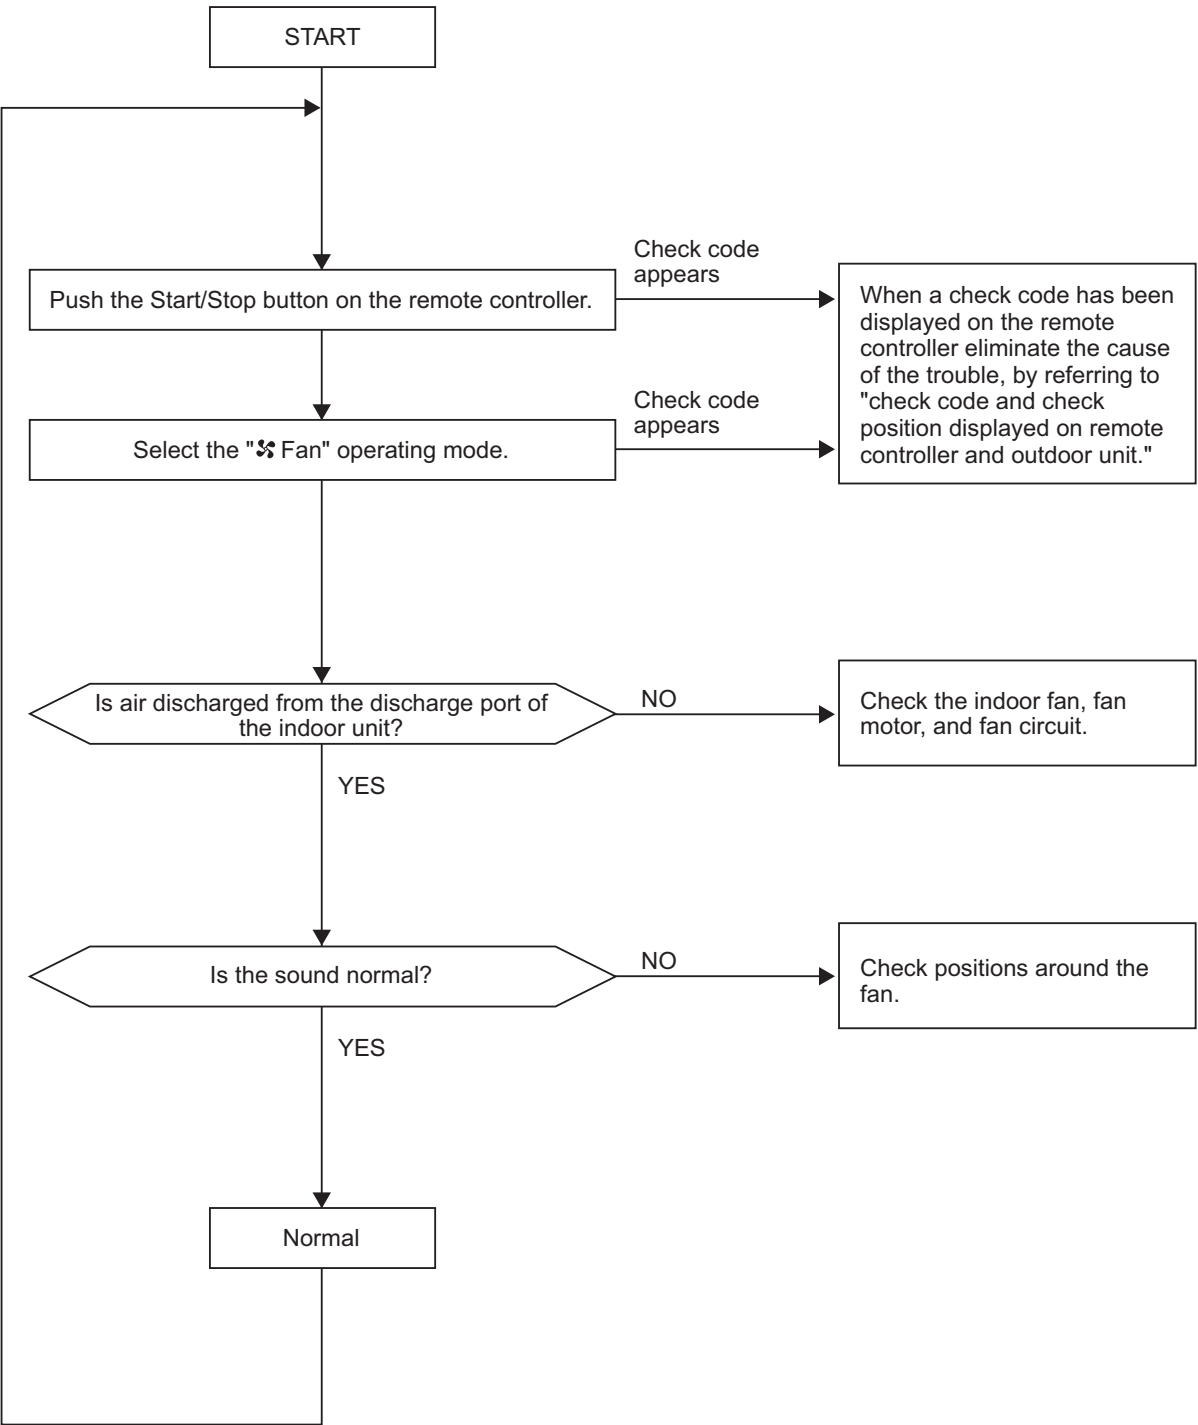 START
Check code
appears
Push the Start/Stop button on the remote controller.
When a check code has been
displayed on the remote
controller eliminate the cause
of the trouble, by referring to
"check code and check
position displayed on remote
controller and outdoor unit."
Check code
appears
Select the " Fan" operating mode.
Is air discharged from the discharge port of
the indoor unit?
NO
Check the indoor fan, fan
motor, and fan circuit.
YES
Is the sound normal?
NO
Check positions around the
fan.
YES
Normal